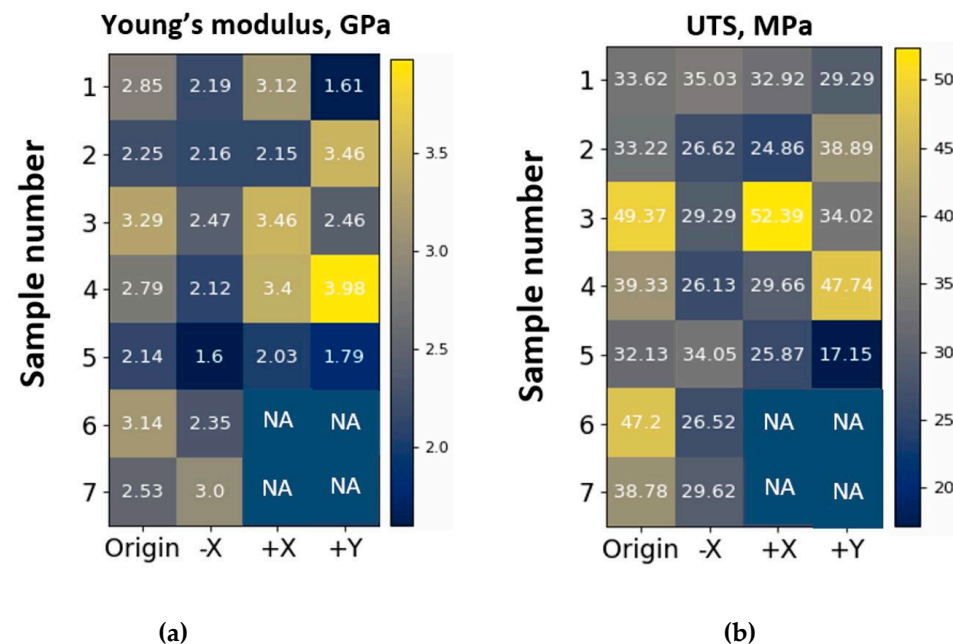 Young's modulus, GPa
Sample number
1 2.85 2.19 3.12 1.61
2 2.25 2.16 2.15 3.46
3 3.29 2.47 3.46 2.46
4 2.79 2.12 3.4 3.98
5 2.14 1.6 2.03 1.79
6 3.14 2.35 NA NA
7 2.53 3.0 NA NA
Origin -X +X +Y
3.5
3.0
2.5
2.0
(a)
UTS, MPa
Sample number
1 33.62 35.03 32.92 29.29
2 33.22 26.62 24.86 38.89
3 49.37 29.29 52.39 34.02
4 39.33 26.13 29.66 47.74
5 32.13 34.05 25.87 17.15
6 47.2 26.52 NA NA
7 38.78 29.62 NA NA
Origin -X +X +Y
50
45
40
35
30
25
20
(b)